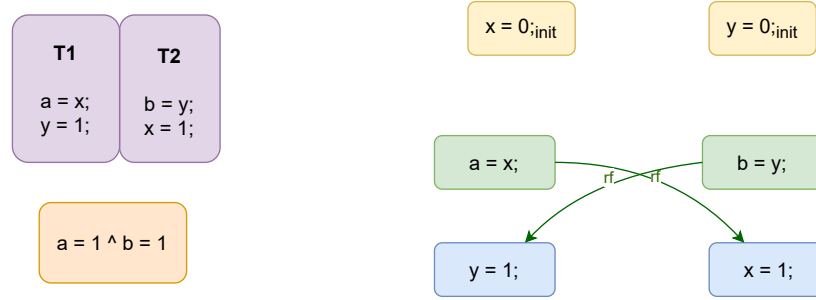 T1
a = x;
y = 1;
T2
b = y;
x = 1;
a = 1 ^ b = 1
x = 0;init
y = 0;init
a = x;
b = y;
rf
rf
y = 1;
x = 1;